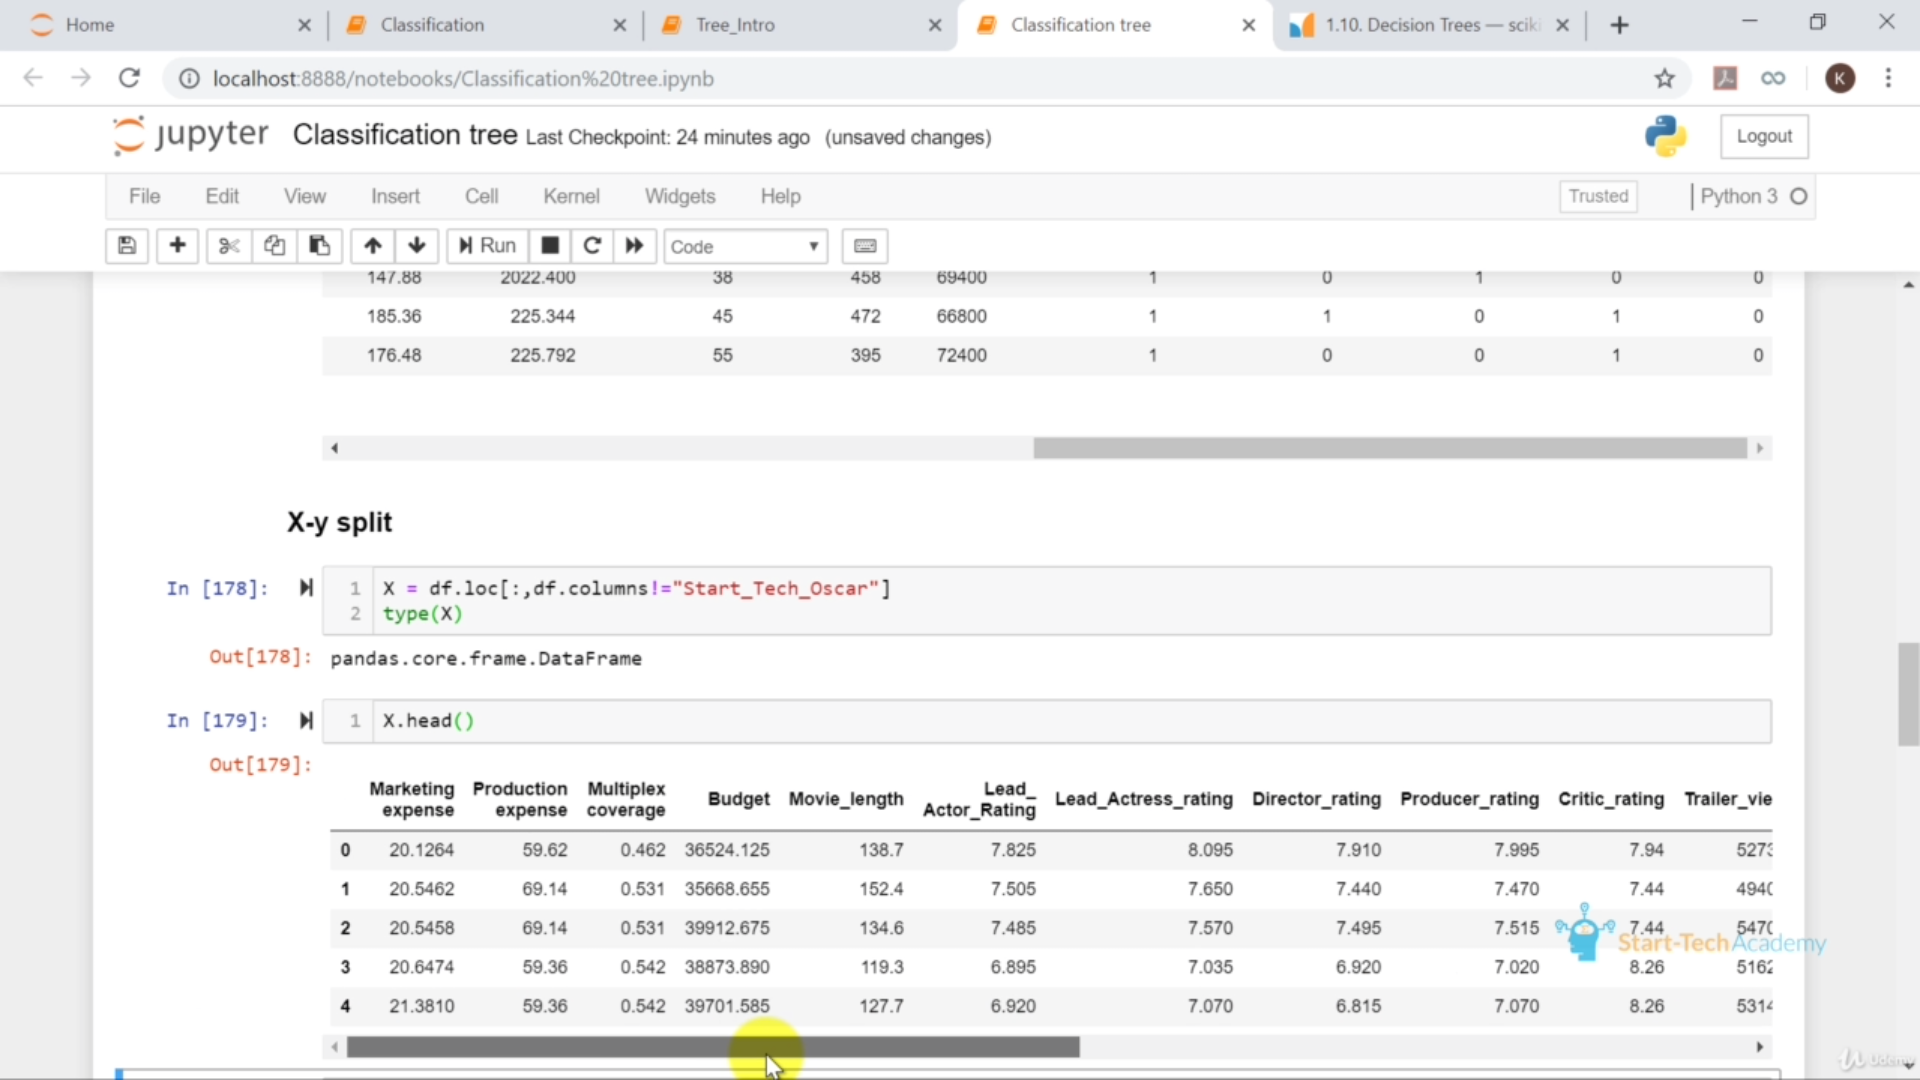 Home
Classification
Tree_Intro
Classification tree
1.10. Decision Trees — sciki
localhost:8888/notebooks/Classification%20tree.ipynb
K
jupyter Classification tree Last Checkpoint: 24 minutes ago (unsaved changes)
Logout
File Edit View Insert Cell Kernel Widgets Help
Trusted
Python 3
Run
Code
147.88 2022.400 38 458 69400 1 0 1 0 0
185.36 225.344 45 472 66800 1 1 0 1 0
176.48 225.792 55 395 72400 1 0 0 1 0
X-y split
In [178]:
1 X = df.loc[:,df.columns!="Start_Tech_Oscar"]
2 type(X)
Out[178]: pandas.core.frame.DataFrame
In [179]:
1 X.head()
Out[179]:
Marketing expense Production expense Multiplex coverage Budget Movie_length Lead_ Actor_Rating Lead_Actress_rating Director_rating Producer_rating Critic_rating Trailer_vie
0 20.1264 59.62 0.462 36524.125 138.7 7.825 8.095 7.910 7.995 7.94 5273
1 20.5462 69.14 0.531 35668.655 152.4 7.505 7.650 7.440 7.470 7.44 4940
2 20.5458 69.14 0.531 39912.675 134.6 7.485 7.570 7.495 7.515 7.44 5470
Start-Tech Academy
3 20.6474 59.36 0.542 38873.890 119.3 6.895 7.035 6.920 7.020 8.26 5162
4 21.3810 59.36 0.542 39701.585 127.7 6.920 7.070 6.815 7.070 8.26 5314
Udemy